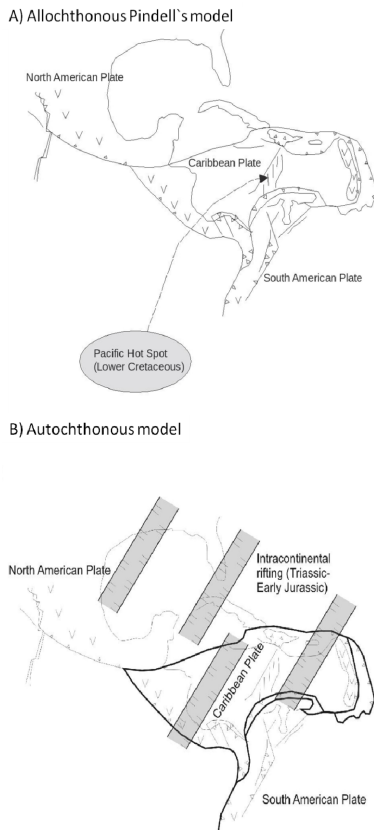 A) Allochthonous Pindell`s model
North American Plate
Caribbean Plate
South American Plate
Pacific Hot Spot
(Lower Cretaceous)
B) Autochthonous model
North American Plate
Intracontinental
rifting (Triassic-
Early Jurassic)
Caribbean Plate
South American Plate